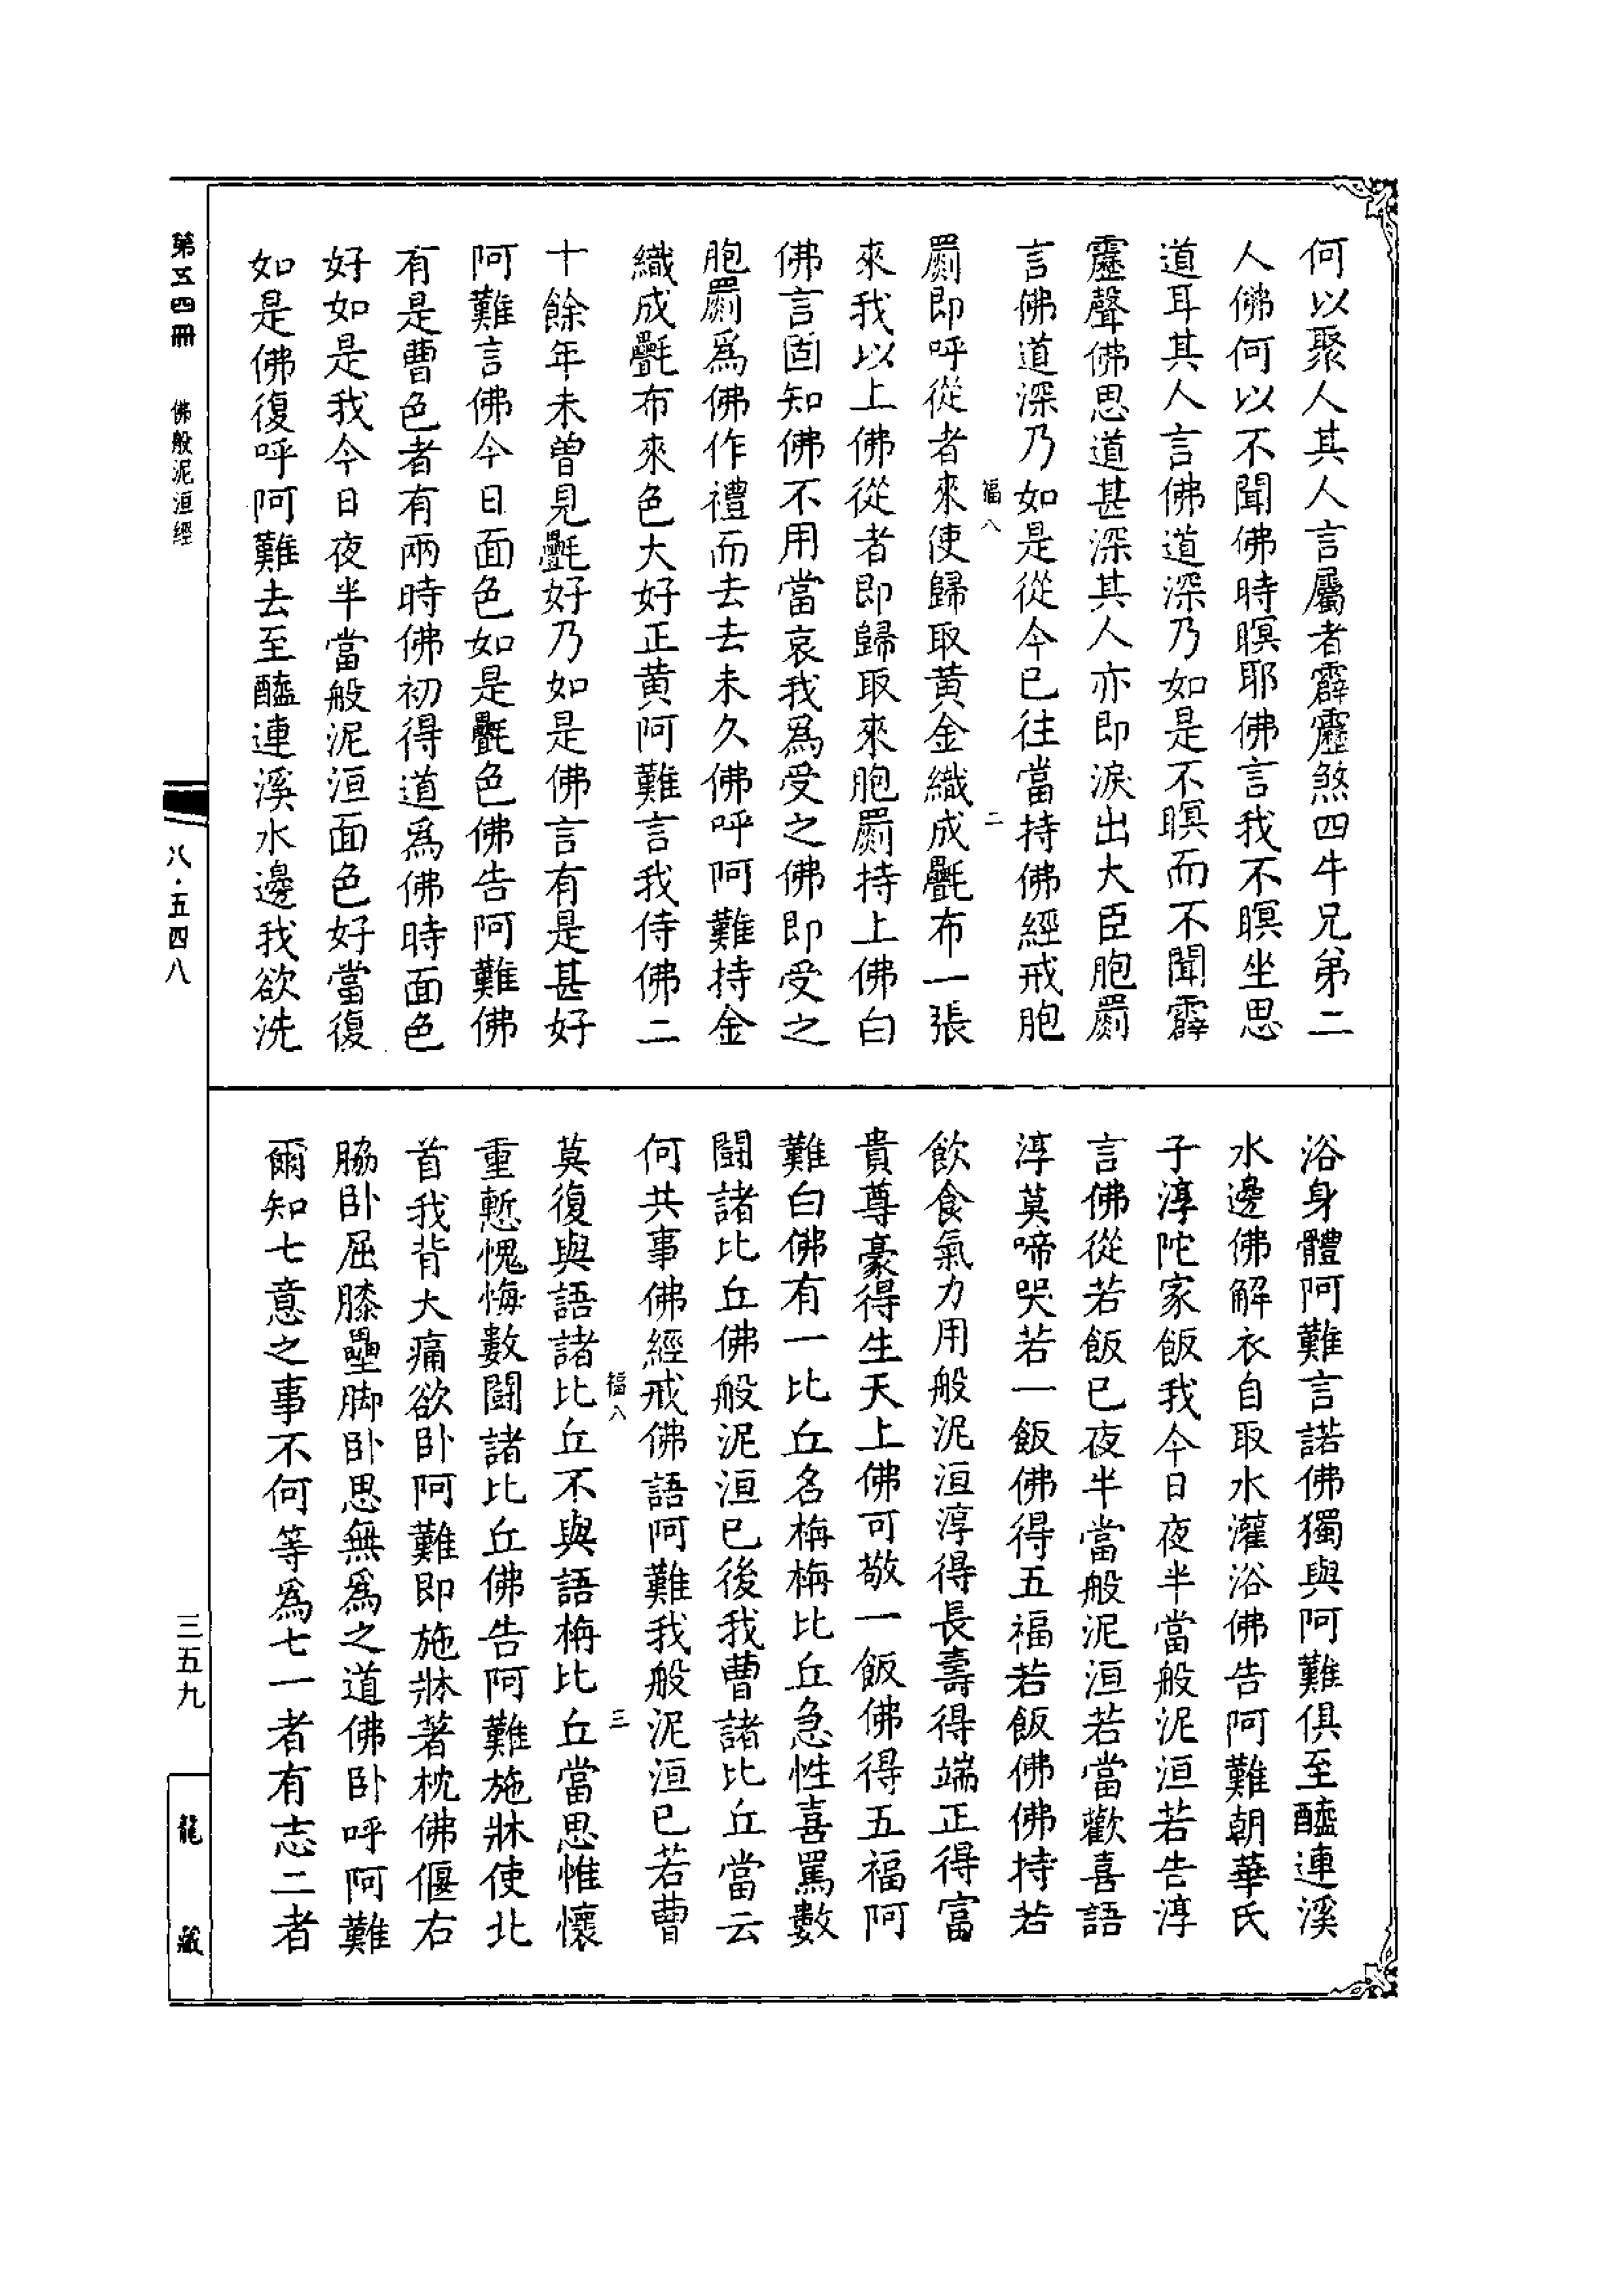 何以聚人其人言屬者霹靂煞四牛兄弟二
人佛何以不聞佛時暝耶佛言我不暝坐思
道耳其人言佛道深乃如是不暝而不聞霹
靂聲佛思道甚深其人亦即淚出大臣胞罽
言佛道深乃如是從今已往當持佛經戒胞
福八 二
罽即呼從者來使歸取黃金織成㲲布一張
來我以上佛從者即歸取來胞罽持上佛白
佛言固知佛不用當哀我為受之佛即受之
胞罽為佛作禮而去去未久佛呼阿難持金
織成㲲布來色大好正黃阿難言我侍佛二
十餘年未曾見㲲好乃如是佛言有是甚好
阿難言佛今日面色如是㲲色佛告阿難佛
有是曹色者有兩時佛初得道為佛時面色
好如是我今日夜半當般泥洹面色好當復
如是佛復呼阿難去至醯連溪水邊我欲洗
浴身體阿難言諾佛獨與阿難俱至醯連溪
水邊佛解衣自取水灌浴佛告阿難朝華氏
子淳陀家飯我今日夜半當般泥洹若告淳
言佛從若飯已夜半當般泥洹若當歡喜語
淳莫啼哭若一飯佛得五福若飯佛佛持若
飲食氣力用般泥洹淳得長壽得端正得富
貴尊豪得生天上佛可敬一飯佛得五福阿
難白佛有一比丘名栴栴比丘急性喜罵數
鬪諸比丘佛般泥洹已後我曹諸比丘當云
何共事佛經戒佛語阿難我般泥洹已若曹
福八 三
莫復與語諸比丘不與語栴比丘當思惟懷
重慙愧悔數鬪諸比丘佛告阿難施牀使北
首我背大痛欲臥阿難即施牀著枕佛偃右
脇臥屈膝壘脚臥思無為之道佛臥呼阿難
爾知七意之事不何等為七一者有志二者
第五四冊 佛般泥洹經
八·五四八
三五九
龍藏